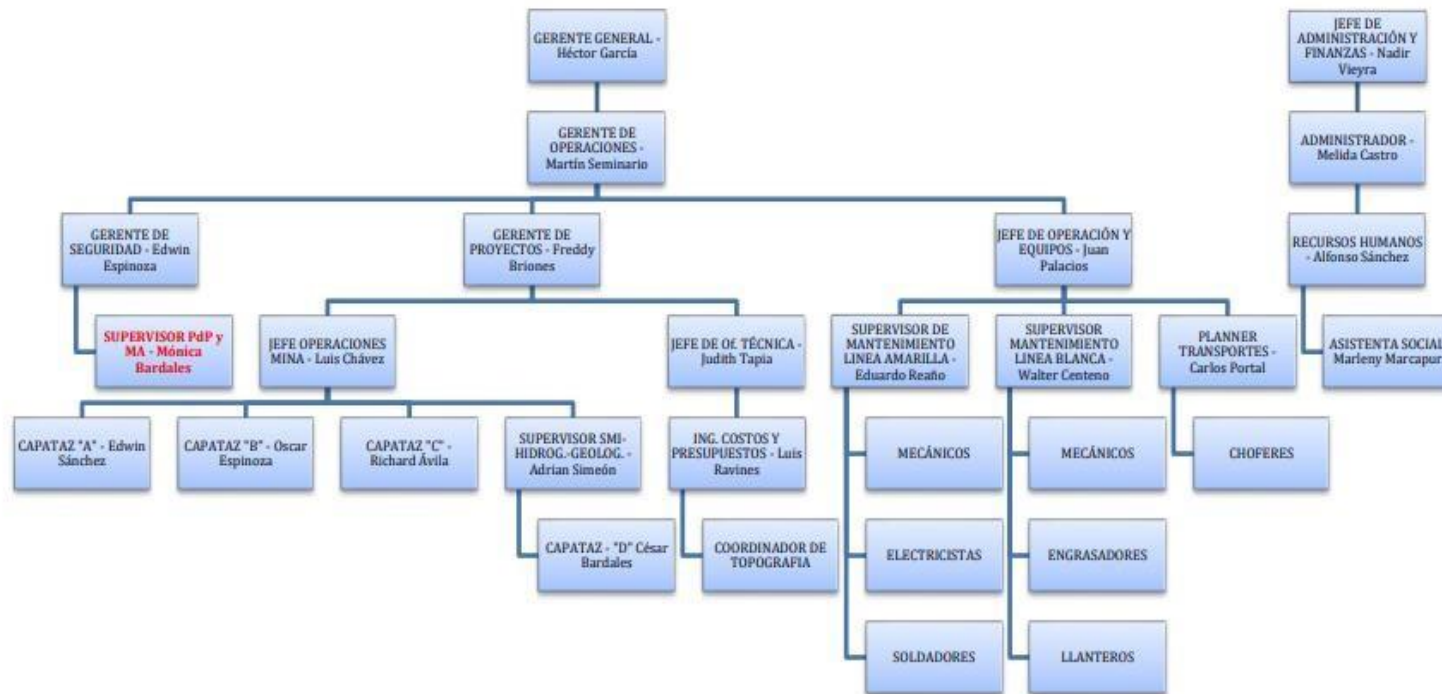 GERENTE GENERAL -
Héctor García
JEFE DE
ADMINISTRACIÓN Y
FINANZAS - Nadir
Vieyra
GERENTE DE
OPERACIONES -
Martín Seminario
ADMINISTRADOR -
Melida Castro
GERENTE DE
SEGURIDAD - Edwin
Espinoza
GERENTE DE
PROYECTOS - Freddy
Briones
JEFE DE OPERACIÓN Y
EQUIPOS - Juan
Palacios
RECURSOS HUMANOS
- Alfonso Sánchez
SUPERVISOR PdP y
MA - Mónica
Bardales
JEFE OPERACIONES
MINA - Luis Chávez
JEFE DE Of. TÉCNICA -
Judith Tapia
SUPERVISOR DE
MANTENIMIENTO
LINEA AMARILLA -
Eduardo Reaño
SUPERVISOR
MANTENIMIENTO
LINEA BLANCA -
Walter Centeno
PLANNER
TRANSPORTES -
Carlos Portal
ASISTENTA SOCIAL
Marleny Marcapur
CAPATAZ "A" - Edwin
Sánchez
CAPATAZ "B" - Oscar
Espinoza
CAPATAZ "C" -
Richard Ávila
SUPERVISOR SMI-
HIDROG.-GEOLOG. -
Adrian Simeón
ING. COSTOS Y
PRESUPUESTOS - Luis
Ravines
MECÁNICOS
MECÁNICOS
CHOFERES
CAPATAZ - "D" César
Bardales
COORDINADOR DE
TOPOGRAFIA
ELECTRICISTAS
ENGRASADORES
SOLDADORES
LLANTEROS